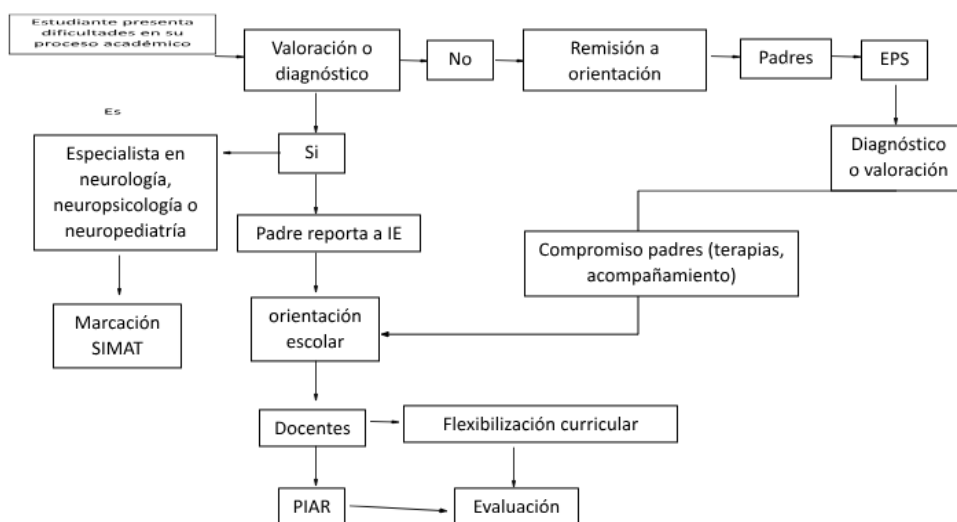 Estudiante presenta
dificultades en su
proceso académico
Valoración o
diagnóstico
No
Remisión a
orientación
Padres
EPS
Es
Especialista en
neurología,
neuropsicología o
neuropediatría
Si
Diagnóstico
o valoración
Padre reporta a IE
Compromiso padres (terapias,
acompañamiento)
Marcación
SIMAT
orientación
escolar
Docentes
Flexibilización curricular
PIAR
Evaluación